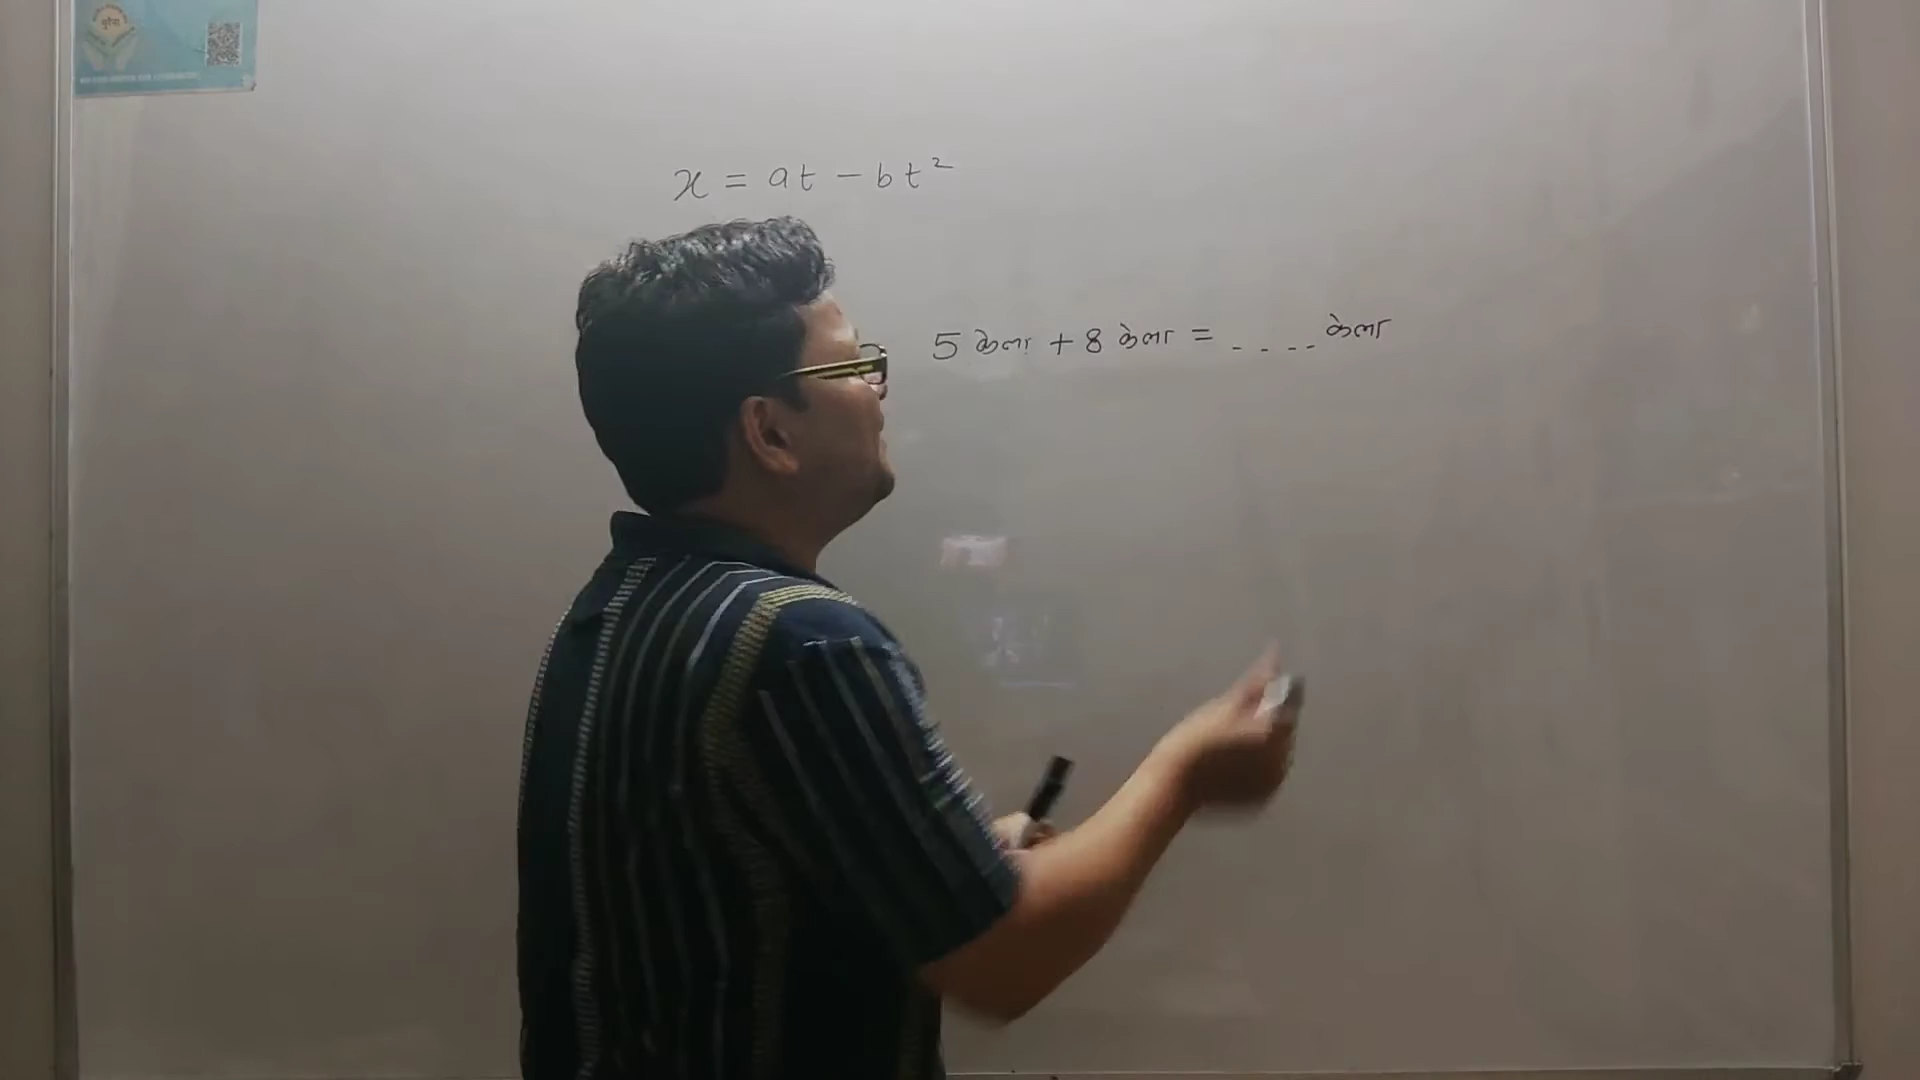 x = at - bt²
5 केला + 8 केला = - - - - केला